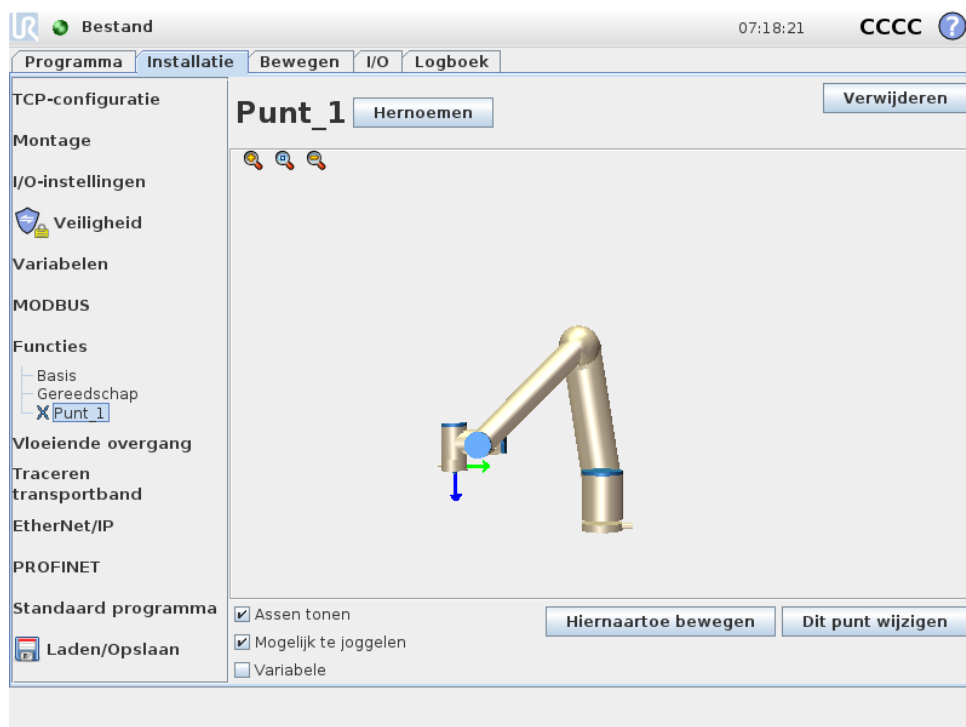 UR Bestand 07:18:21 CCCC ?
Programma Installatie Bewegen I/O Logboek
TCP-configuratie
Montage
I/O-instellingen
Veiligheid
Variabelen
MODBUS
Functies
Basis
Gereedschap
Punt_1
Vloeiende overgang
Traceren
transportband
EtherNet/IP
PROFINET
Standaard programma
Laden/Opslaan
Punt_1 Hernoemen Verwijderen
Assen tonen
Mogelijk te joggelen
Variabele
Hiernaartoe bewegen Dit punt wijzigen